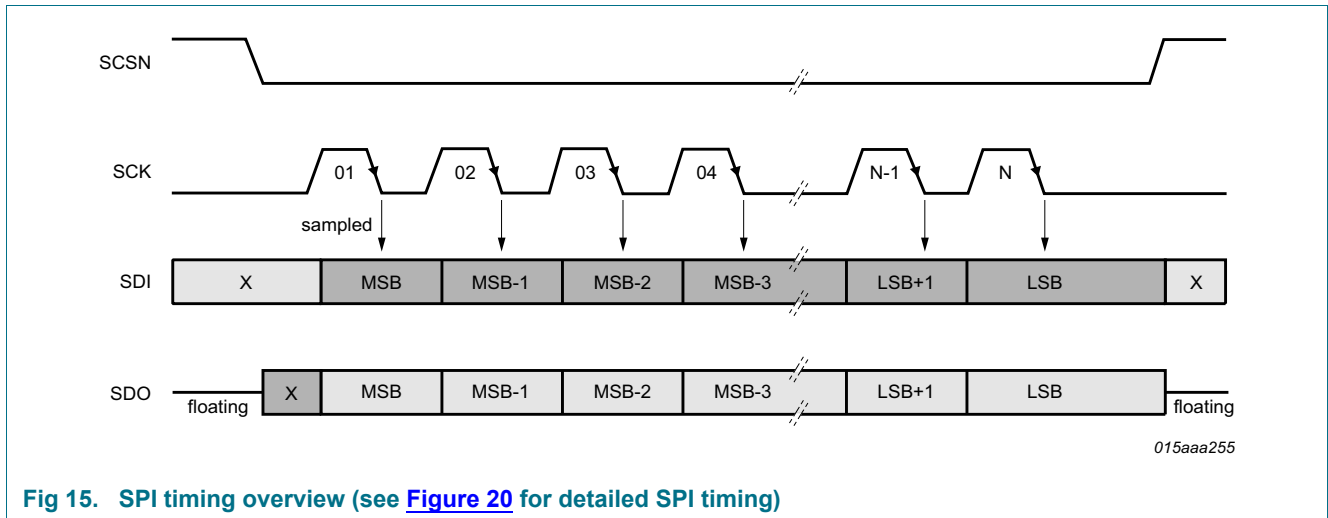 SCSN
SCK 01 02 03 04 N-1 N
sampled
SDI X MSB MSB-1 MSB-2 MSB-3 LSB+1 LSB X
SDO floating X MSB MSB-1 MSB-2 MSB-3 LSB+1 LSB floating
015aaa255
Fig 15. SPI timing overview (see Figure 20 for detailed SPI timing)